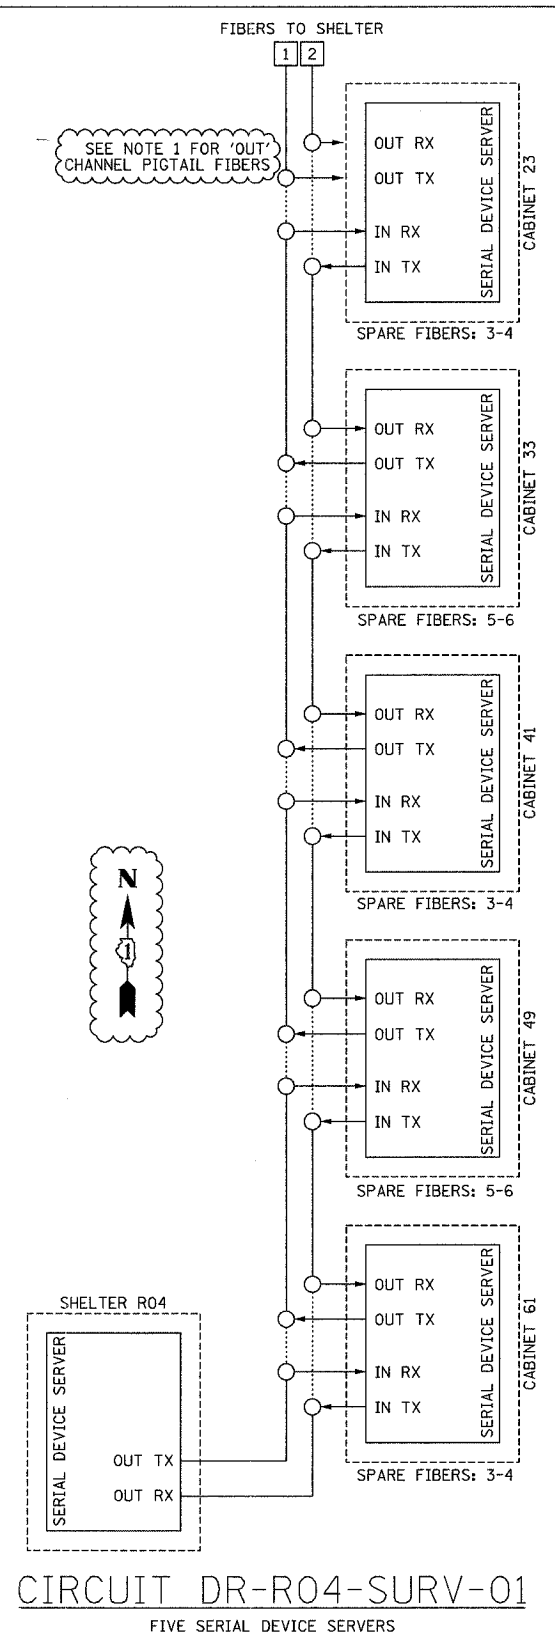 FIBERS TO SHELTER
1 2
SEE NOTE 1 FOR 'OUT'
CHANNEL PIGTAIL FIBERS
OUT RX
OUT TX
IN RX
IN TX
SERIAL DEVICE SERVER
CABINET 23
SPARE FIBERS: 3-4
OUT RX
OUT TX
IN RX
IN TX
SERIAL DEVICE SERVER
CABINET 33
SPARE FIBERS: 5-6
OUT RX
OUT TX
IN RX
IN TX
SERIAL DEVICE SERVER
CABINET 41
SPARE FIBERS: 3-4
N
1
OUT RX
OUT TX
IN RX
IN TX
SERIAL DEVICE SERVER
CABINET 49
SPARE FIBERS: 5-6
OUT RX
OUT TX
IN RX
IN TX
SERIAL DEVICE SERVER
CABINET 61
SPARE FIBERS: 3-4
SHELTER R04
SERIAL DEVICE SERVER
OUT TX
OUT RX
CIRCUIT DR-R04-SURV-01
FIVE SERIAL DEVICE SERVERS